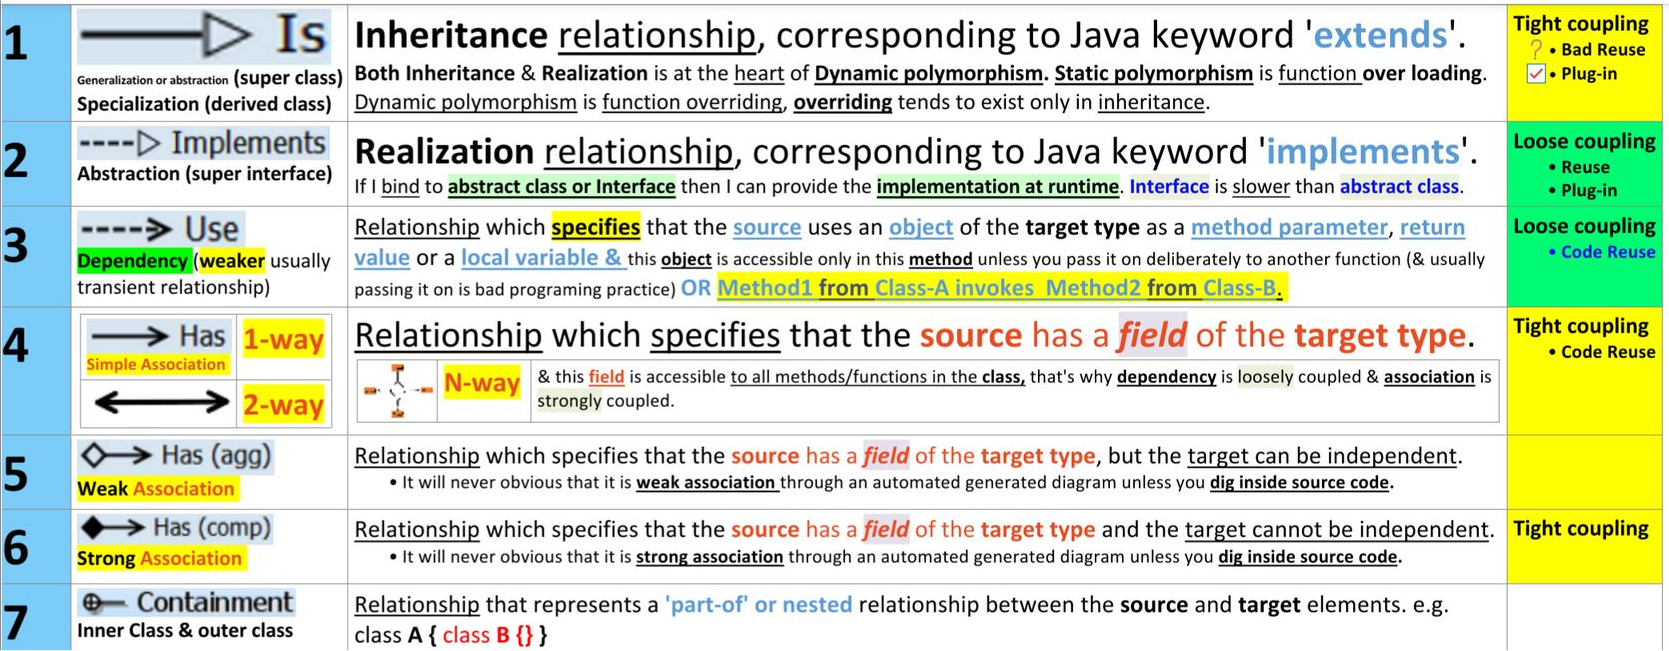 1
Is
Generalization or abstraction (super class)
Specialization (derived class)
Inheritance relationship, corresponding to Java keyword 'extends'.
Both Inheritance & Realization is at the heart of Dynamic polymorphism. Static polymorphism is function over loading.
Dynamic polymorphism is function overriding, overriding tends to exist only in inheritance.
Tight coupling
? • Bad Reuse
• Plug-in
2
Implements
Abstraction (super interface)
Realization relationship, corresponding to Java keyword 'implements'.
If I bind to abstract class or Interface then I can provide the implementation at runtime. Interface is slower than abstract class.
Loose coupling
• Reuse
• Plug-in
3
Use
Dependency (weaker usually
transient relationship)
Relationship which specifies that the source uses an object of the target type as a method parameter, return
value or a local variable & this object is accessible only in this method unless you pass it on deliberately to another function (& usually
passing it on is bad programing practice) OR Method1 from Class-A invokes Method2 from Class-B.
Loose coupling
• Code Reuse
4
Has
Simple Association
1-way
2-way
Relationship which specifies that the source has a field of the target type.
N-way
& this field is accessible to all methods/functions in the class, that's why dependency is loosely coupled & association is
strongly coupled.
Tight coupling
• Code Reuse
5
Has (agg)
Weak Association
Relationship which specifies that the source has a field of the target type, but the target can be independent.
• It will never obvious that it is weak association through an automated generated diagram unless you dig inside source code.
6
Has (comp)
Strong Association
Relationship which specifies that the source has a field of the target type and the target cannot be independent.
• It will never obvious that it is strong association through an automated generated diagram unless you dig inside source code.
Tight coupling
7
Containment
Inner Class & outer class
Relationship that represents a 'part-of' or nested relationship between the source and target elements. e.g.
class A { class B {} }